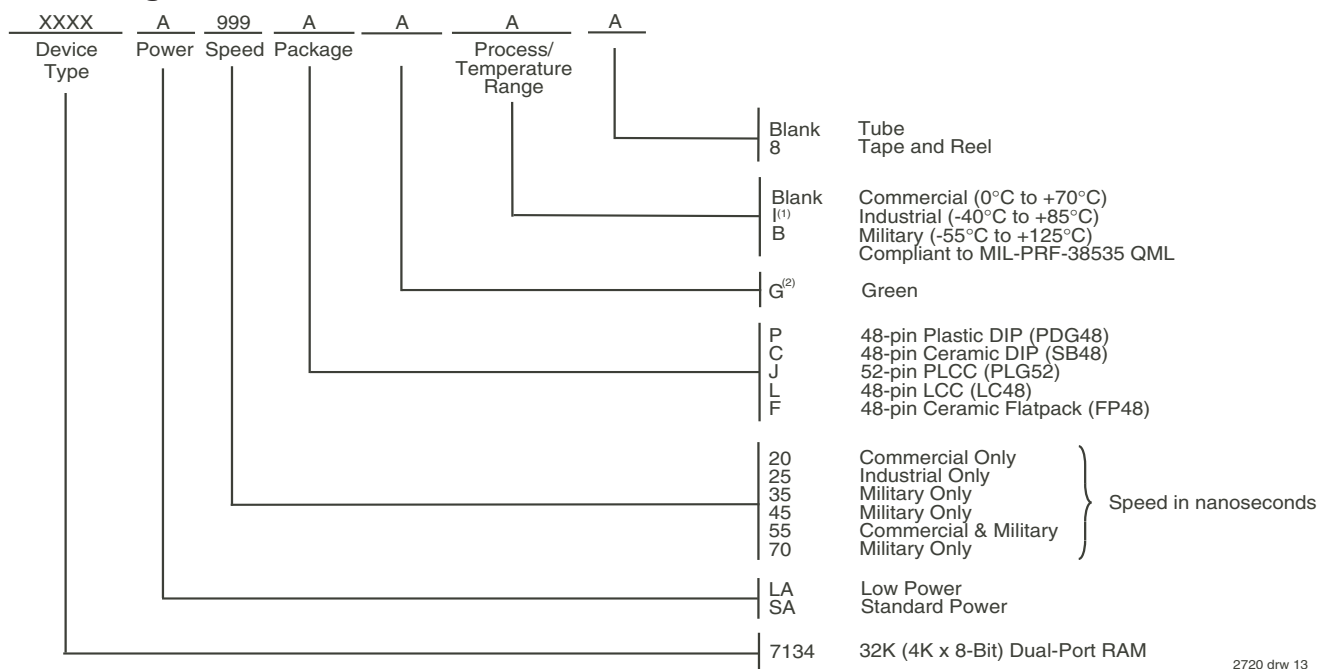 XXXX A 999 A A A A
Device Type Power Speed Package Process/ Temperature Range
Blank Tube
8 Tape and Reel
Blank Commercial (0°C to +70°C)
I(1) Industrial (-40°C to +85°C)
B Military (-55°C to +125°C)
Compliant to MIL-PRF-38535 QML
G(2) Green
P 48-pin Plastic DIP (PDG48)
C 48-pin Ceramic DIP (SB48)
J 52-pin PLCC (PLG52)
L 48-pin LCC (LC48)
F 48-pin Ceramic Flatpack (FP48)
20 Commercial Only
25 Industrial Only
35 Military Only
45 Military Only
55 Commercial & Military
70 Military Only
Speed in nanoseconds
LA Low Power
SA Standard Power
7134 32K (4K x 8-Bit) Dual-Port RAM
2720 drw 13